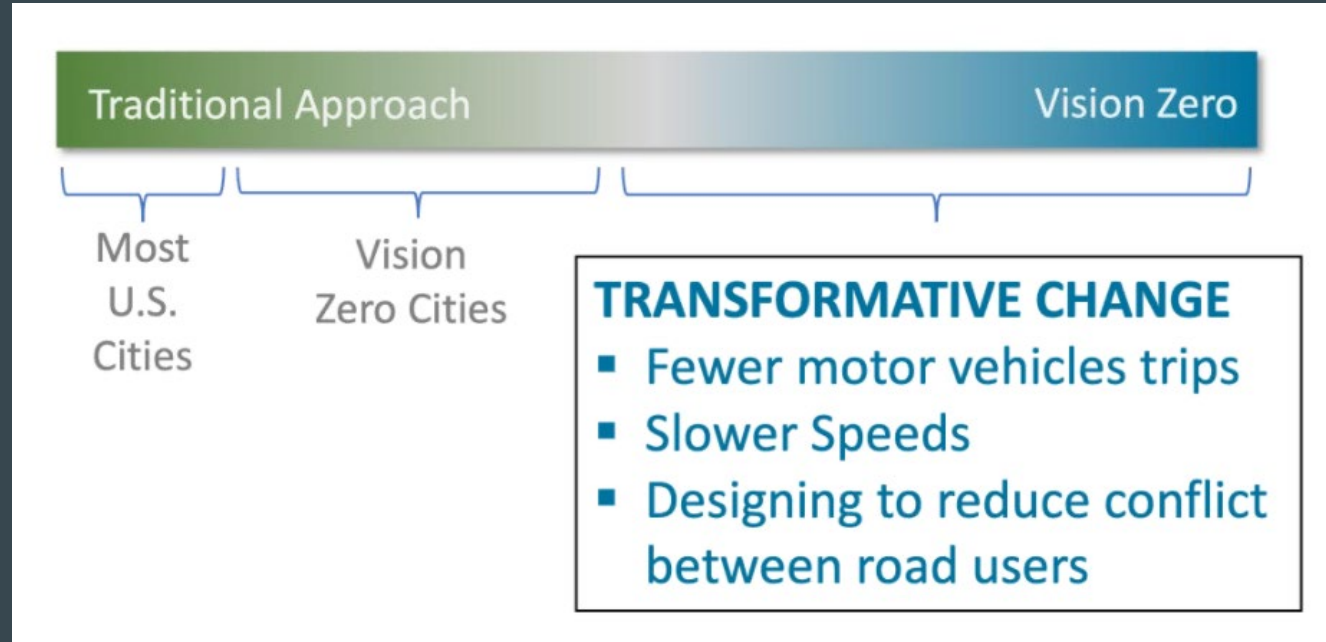 Traditional Approach
Vision Zero
Most
U.S.
Cities
Vision
Zero Cities
TRANSFORMATIVE CHANGE
▪ Fewer motor vehicles trips
▪ Slower Speeds
▪ Designing to reduce conflict
between road users